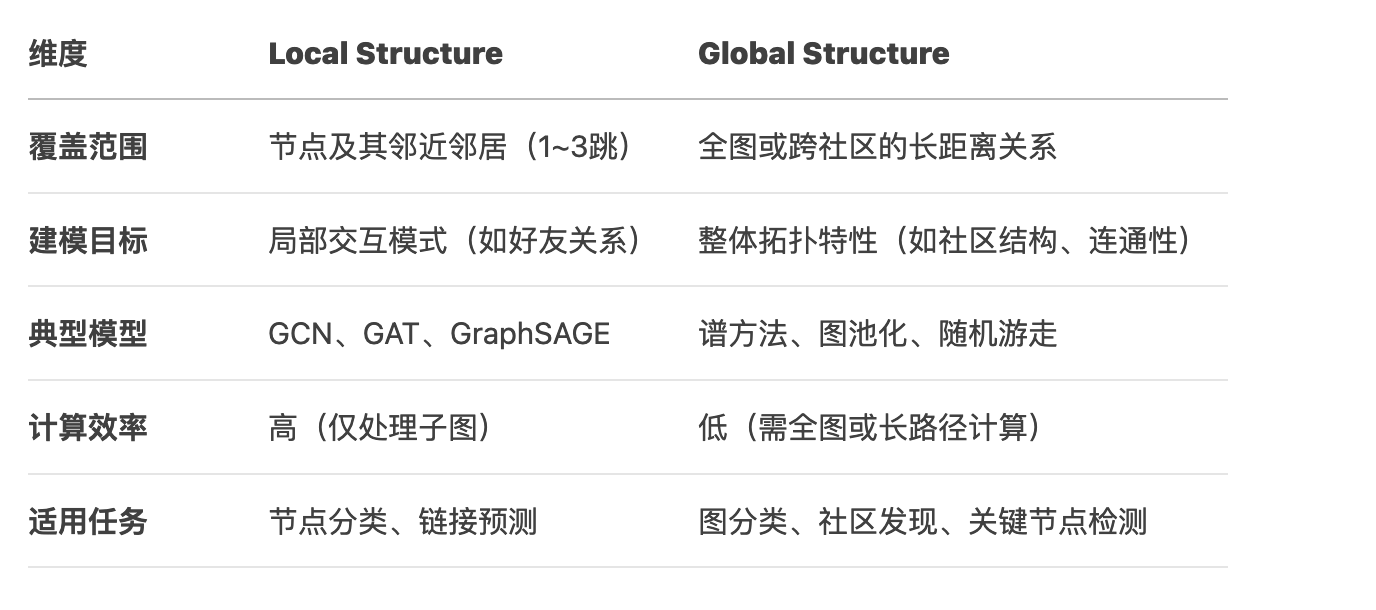 维度 Local Structure Global Structure
覆盖范围 节点及其邻近邻居（1~3跳） 全图或跨社区的长距离关系
建模目标 局部交互模式（如好友关系） 整体拓扑特性（如社区结构、连通性）
典型模型 GCN、GAT、GraphSAGE 谱方法、图池化、随机游走
计算效率 高（仅处理子图） 低（需全图或长路径计算）
适用任务 节点分类、链接预测 图分类、社区发现、关键节点检测